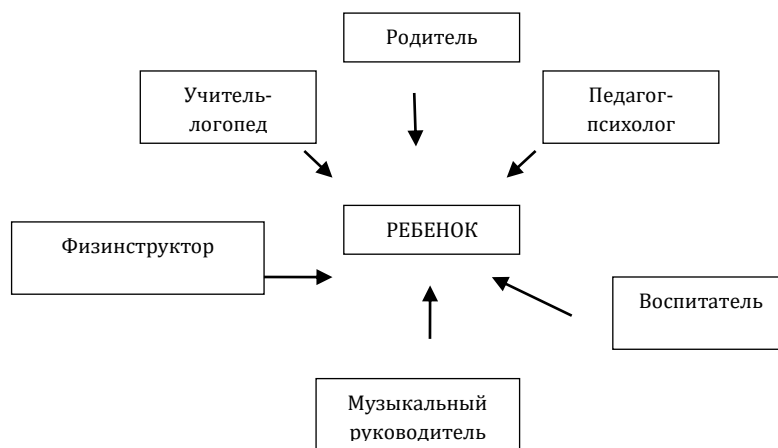 Родитель
Учитель-
логопед
Педагог-
психолог
РЕБЕНОК
Физинструктор
Воспитатель
Музыкальный
руководитель